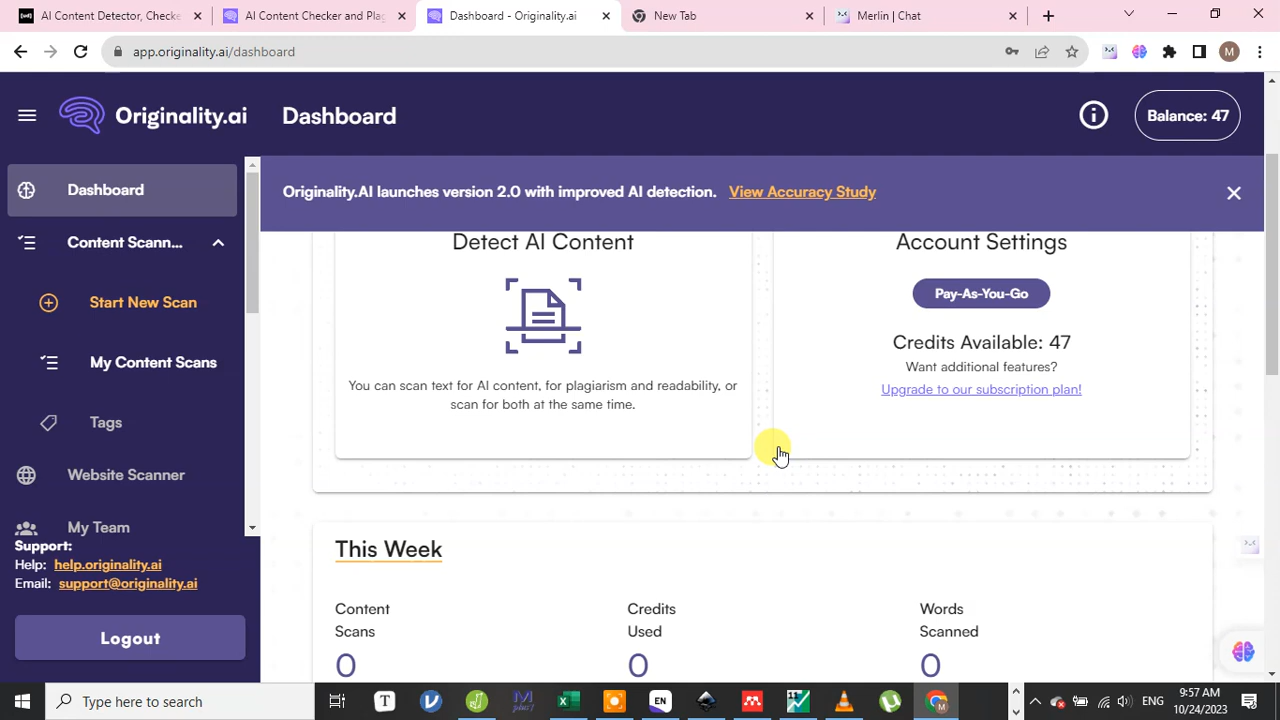 AI Content Detector, Checke
AI Content Checker and Plag
Dashboard - Originality.ai
New Tab
Merlin | Chat
app.originality.ai/dashboard
M
Originality.ai
Dashboard
Balance: 47
Dashboard
Originality.AI launches version 2.0 with improved AI detection. View Accuracy Study
Content Scann...
Start New Scan
My Content Scans
Tags
Website Scanner
My Team
Support:
Help: help.originality.ai
Email: support@originality.ai
Logout
Detect AI Content
You can scan text for AI content, for plagiarism and readability, or
scan for both at the same time.
Account Settings
Pay-As-You-Go
Credits Available: 47
Want additional features?
Upgrade to our subscription plan!
This Week
Content
Scans
0
Credits
Used
0
Words
Scanned
0
Type here to search
ENG
9:57 AM
10/24/2023